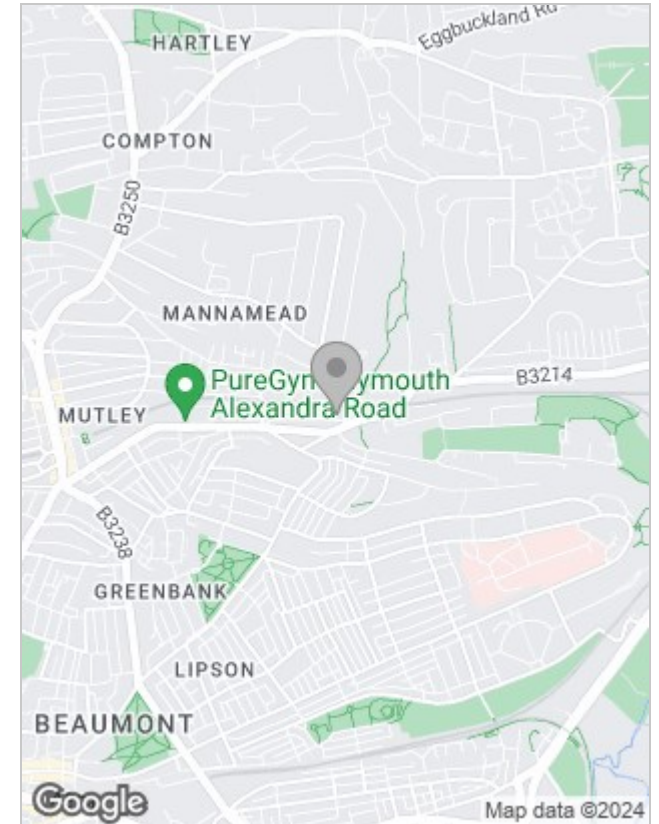 HARTLEY
Eggbuckland Rd
COMPTON
B3250
MANNAMEAD
PureGym Plymouth
Alexandra Road
B3214
MUTLEY
B3238
GREENBANK
LIPSON
BEAUMONT
Google
Map data ©2024